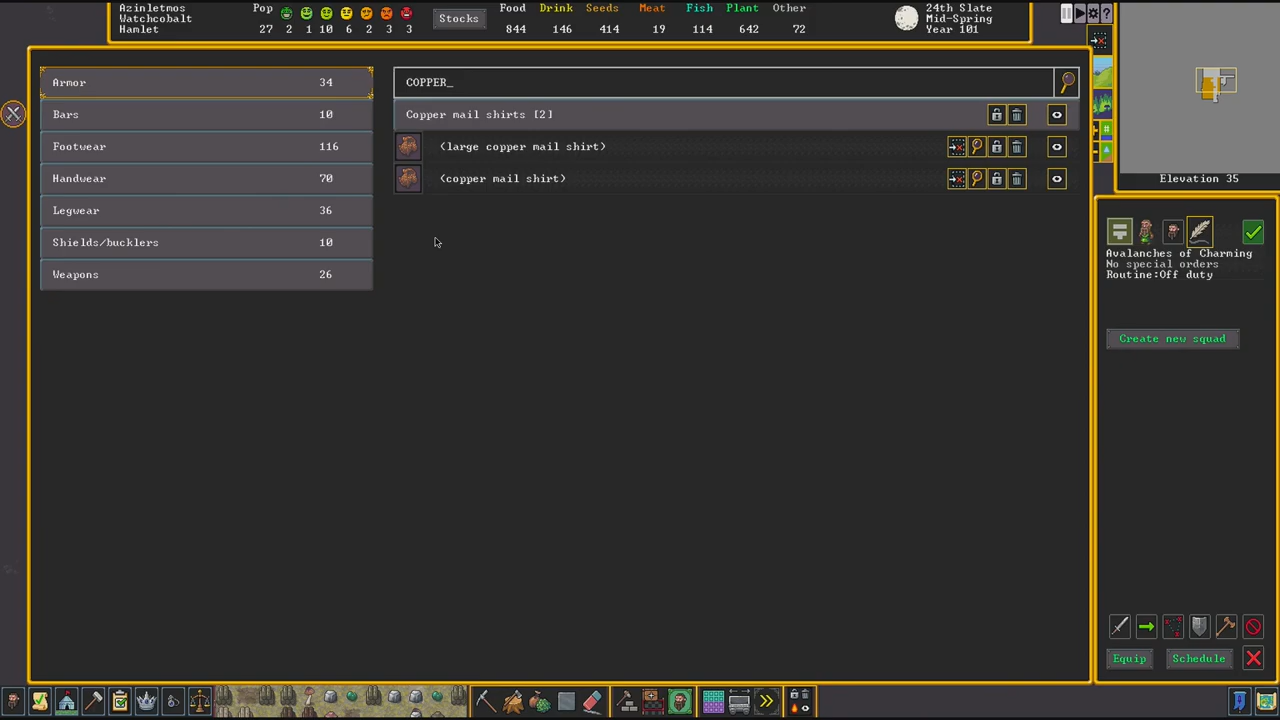 Azinletmos
Watchcobalt
Hamlet
Pop
27 2 1 10 6 2 3 3
Stocks
Food Drink Seeds Meat Fish Plant Other
844 146 414 19 114 642 72
24th Slate
Mid-Spring
Year 101
Elevation 35
Armor 34
Bars 10
Footwear 116
Handwear 70
Legwear 36
Shields/bucklers 10
Weapons 26
COPPER_
Copper mail shirts [2]
(large copper mail shirt)
(copper mail shirt)
Avalanches of Charming
No special orders
Routine:Off duty
Create new squad
Equip
Schedule